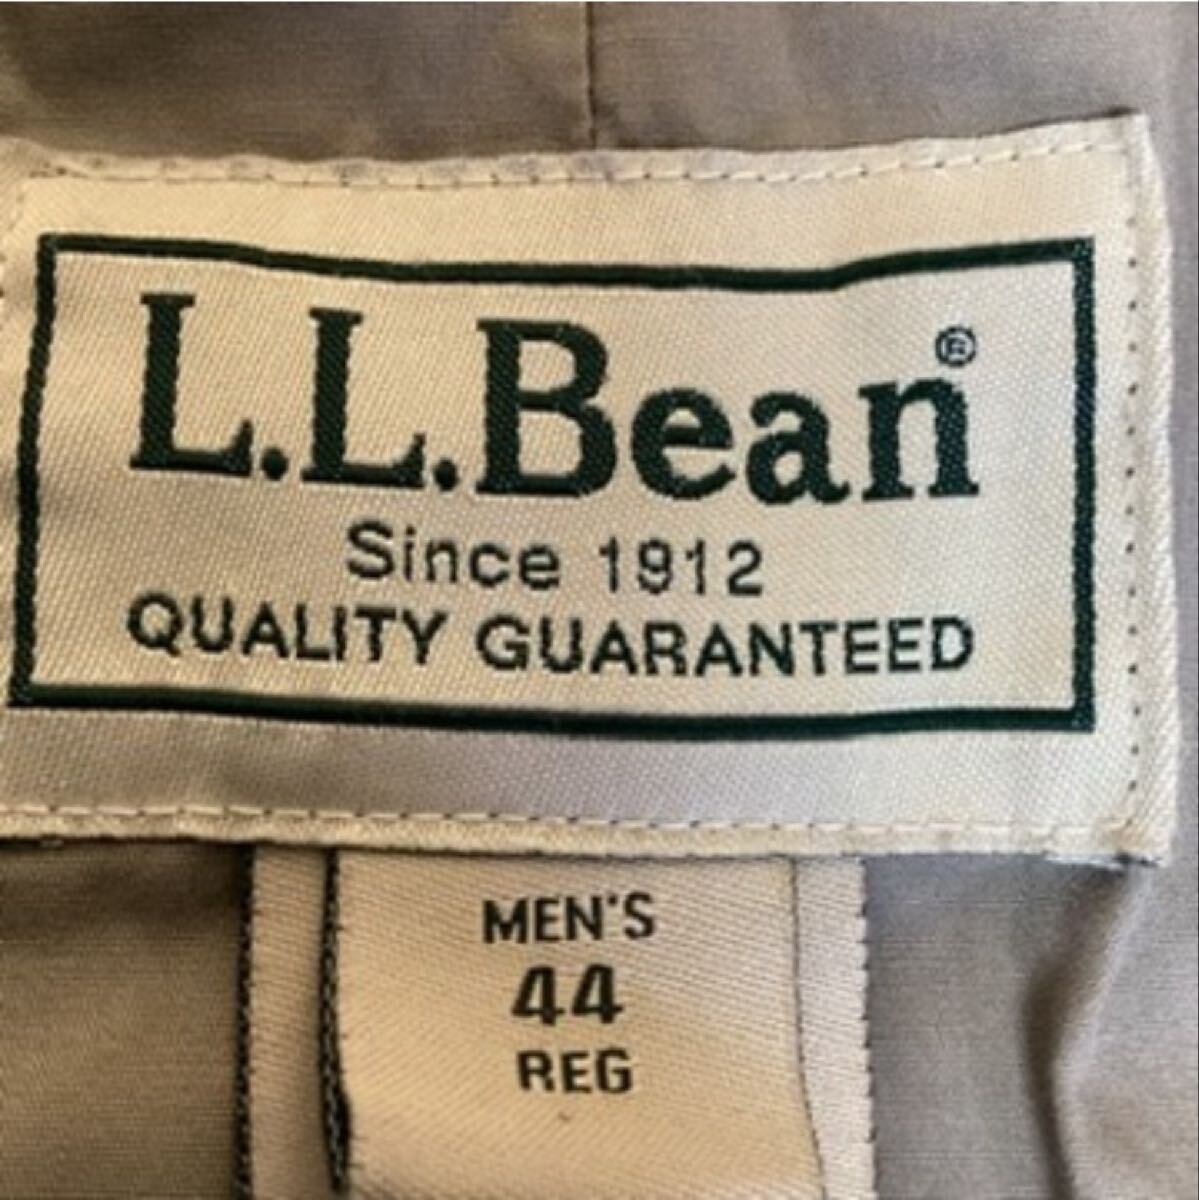 L.L.Bean®
Since 1912
QUALITY GUARANTEED
MEN'S
44
REG